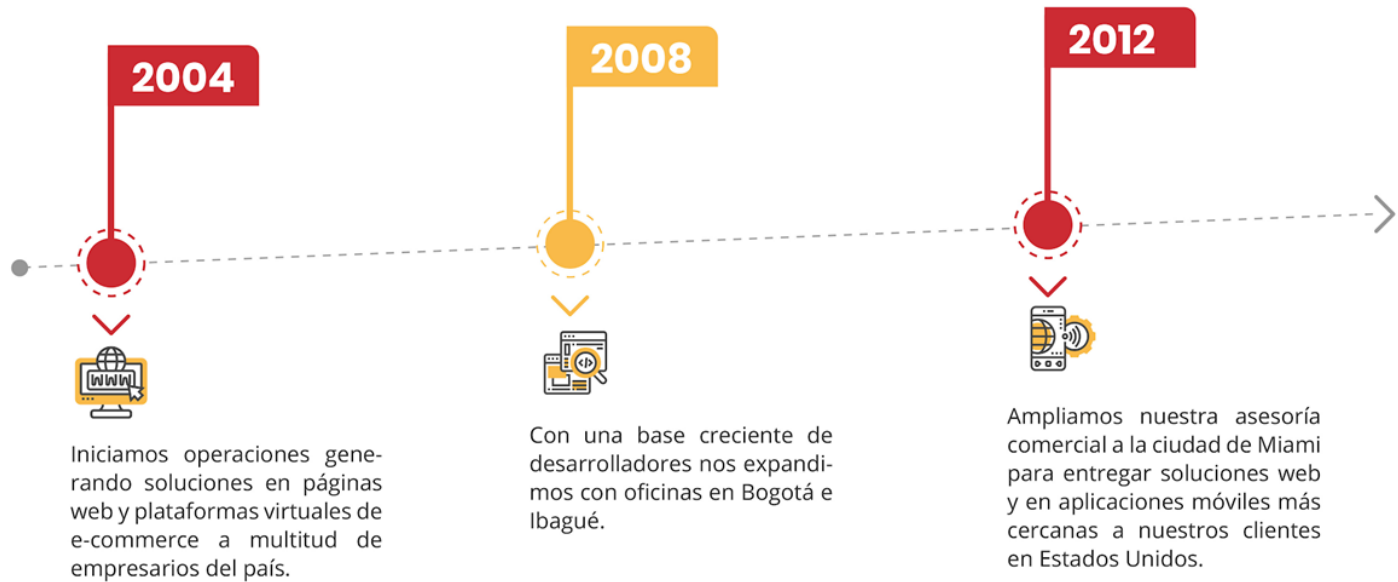 2004
WWW
Iniciamos operaciones gene-
rando soluciones en páginas
web y plataformas virtuales de
e-commerce a multitud de
empresarios del país.
2008
</>
Con una base creciente de
desarrolladores nos expandi-
mos con oficinas en Bogotá e
Ibagué.
2012
Ampliamos nuestra asesoría
comercial a la ciudad de Miami
para entregar soluciones web
y en aplicaciones móviles más
cercanas a nuestros clientes
en Estados Unidos.